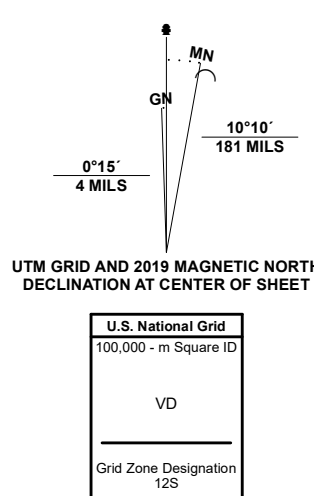 MN
GN
10°10´
181 MILS
0°15´
4 MILS
UTM GRID AND 2019 MAGNETIC NORTH
DECLINATION AT CENTER OF SHEET
U.S. National Grid
100,000 - m Square ID
VD
Grid Zone Designation
12S